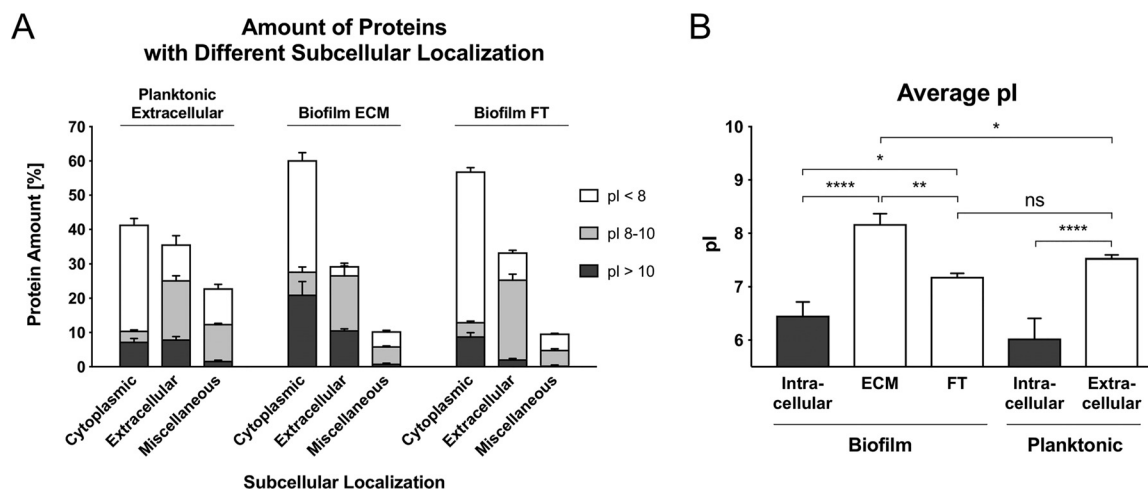 A
Amount of Proteins
with Different Subcellular Localization
Planktonic
Extracellular
Biofilm ECM
Biofilm FT
Protein Amount [%]
70
60
50
40
30
20
10
0
pI < 8
pI 8-10
pI > 10
Cytoplasmic
Extracellular
Miscellaneous
Cytoplasmic
Extracellular
Miscellaneous
Cytoplasmic
Extracellular
Miscellaneous
Subcellular Localization
B
Average pI
pI
10
9
8
7
6
*
*
****
**
ns
****
Intra-
cellular
ECM
FT
Intra-
cellular
Extra-
cellular
Biofilm
Planktonic